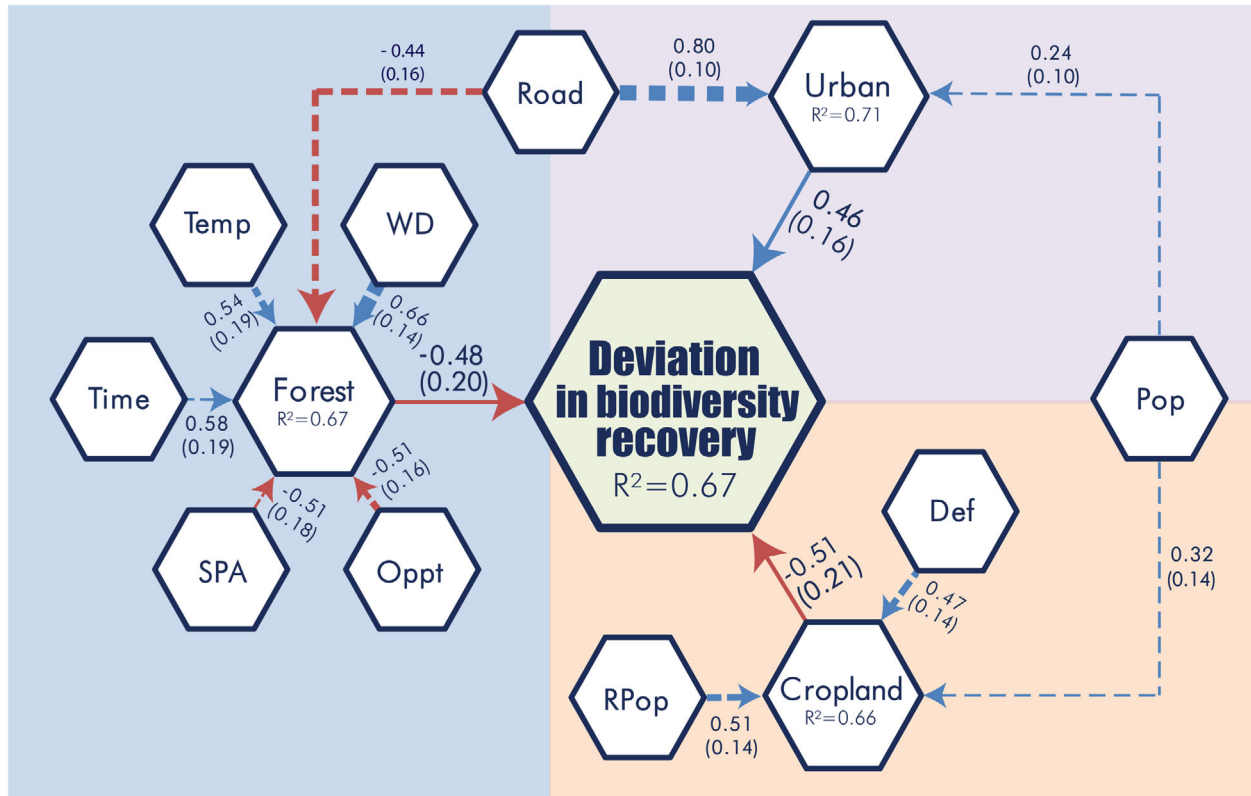 - 0.44
(0.16)
Road
0.80
(0.10)
Urban
R²=0.71
0.24
(0.10)
Temp
WD
0.46
(0.16)
0.54
(0.19)
0.66
(0.14)
Time
0.58
(0.19)
Forest
R²=0.67
-0.48
(0.20)
Deviation
in biodiversity
recovery
R²=0.67
Pop
-0.51
(0.18)
-0.51
(0.16)
SPA
Oppt
Def
-0.51
(0.21)
0.47
(0.14)
0.32
(0.14)
RPop
0.51
(0.14)
Cropland
R²=0.66